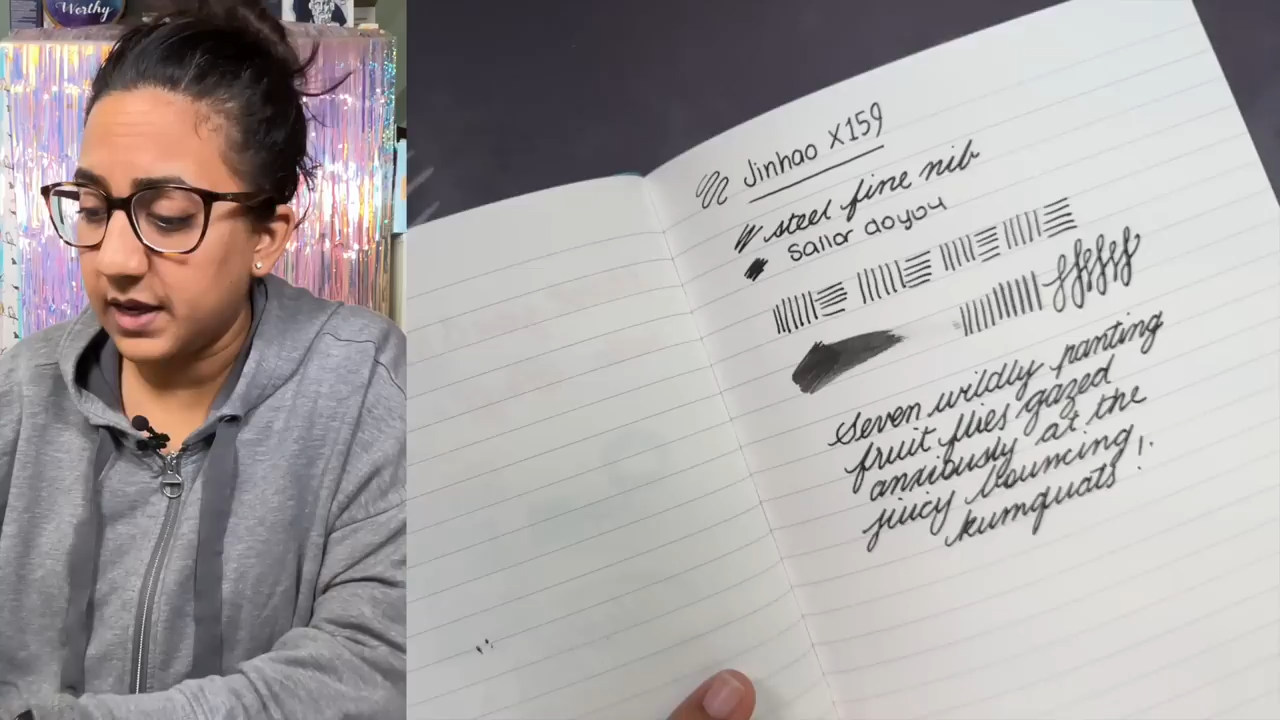 Worthy
Jinhao X159
steel fine nib
Sailor doyou
Seven wildly panting
fruit flies gazed
anxiously at the
juicy bouncing,
kumquats.